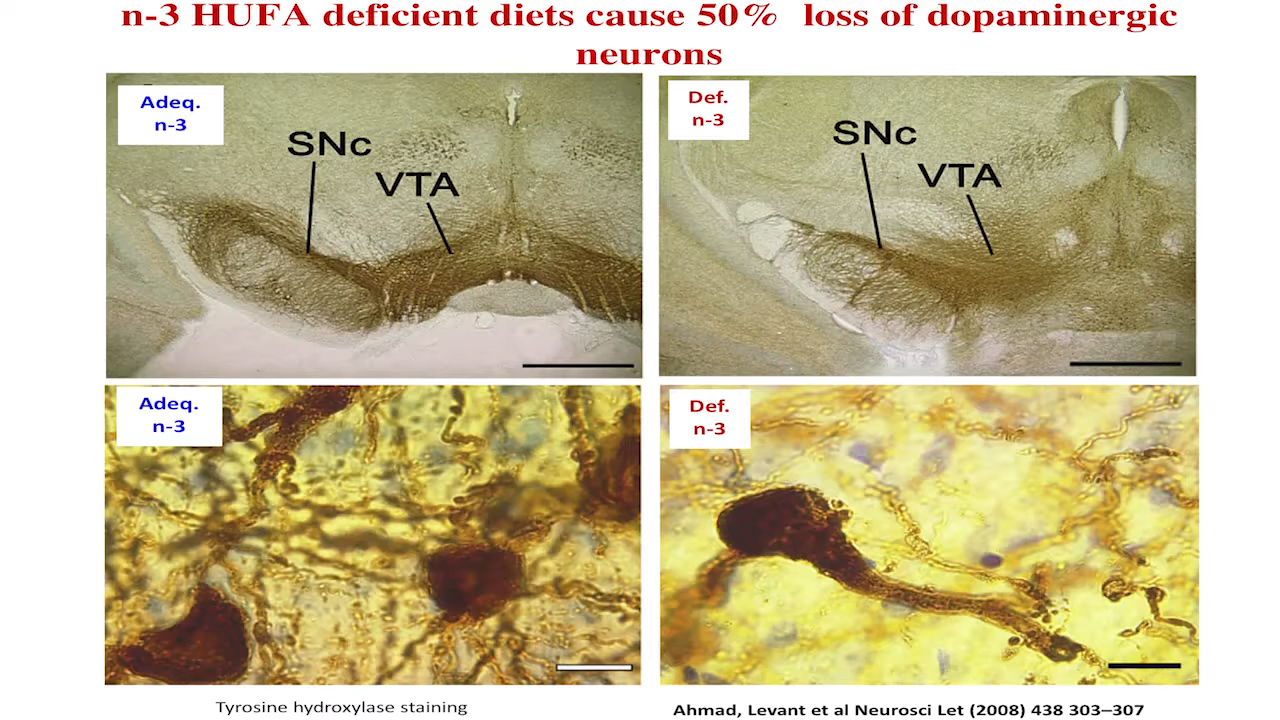 n-3 HUFA deficient diets cause 50% loss of dopaminergic
neurons
Adeq.
n-3
SNc
VTA
Def.
n-3
SNc
VTA
Adeq.
n-3
Def.
n-3
Tyrosine hydroxylase staining
Ahmad, Levant et al Neurosci Let (2008) 438 303–307